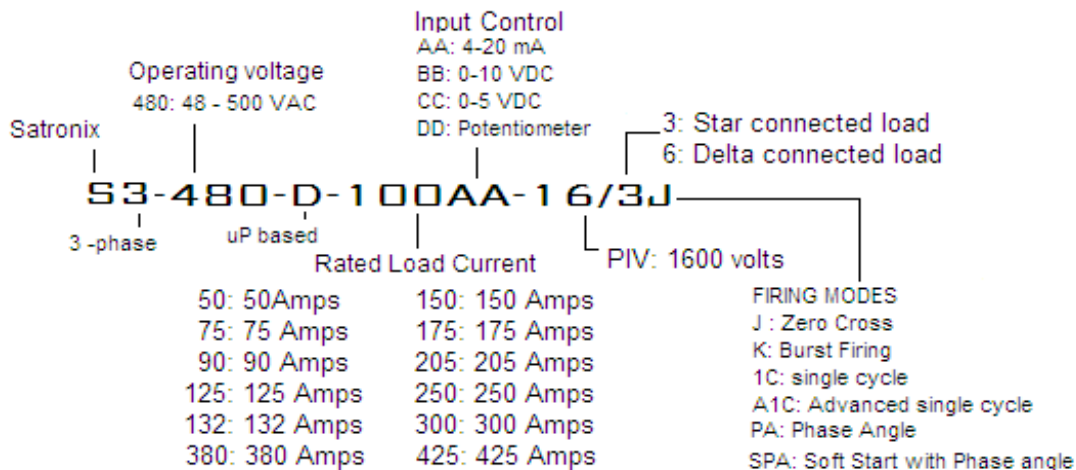 Input Control
AA: 4-20 mA
BB: 0-10 VDC
CC: 0-5 VDC
DD: Potentiometer
Operating voltage
480: 48 - 500 VAC
Satronix
3: Star connected load
6: Delta connected load
S3-480-D-100AA-16/3J
3 -phase
uP based
Rated Load Current
PIV: 1600 volts
50: 50Amps
75: 75 Amps
90: 90 Amps
125: 125 Amps
132: 132 Amps
380: 380 Amps
150: 150 Amps
175: 175 Amps
205: 205 Amps
250: 250 Amps
300: 300 Amps
425: 425 Amps
FIRING MODES
J : Zero Cross
K: Burst Firing
1C: single cycle
A1C: Advanced single cycle
PA: Phase Angle
SPA: Soft Start with Phase angle